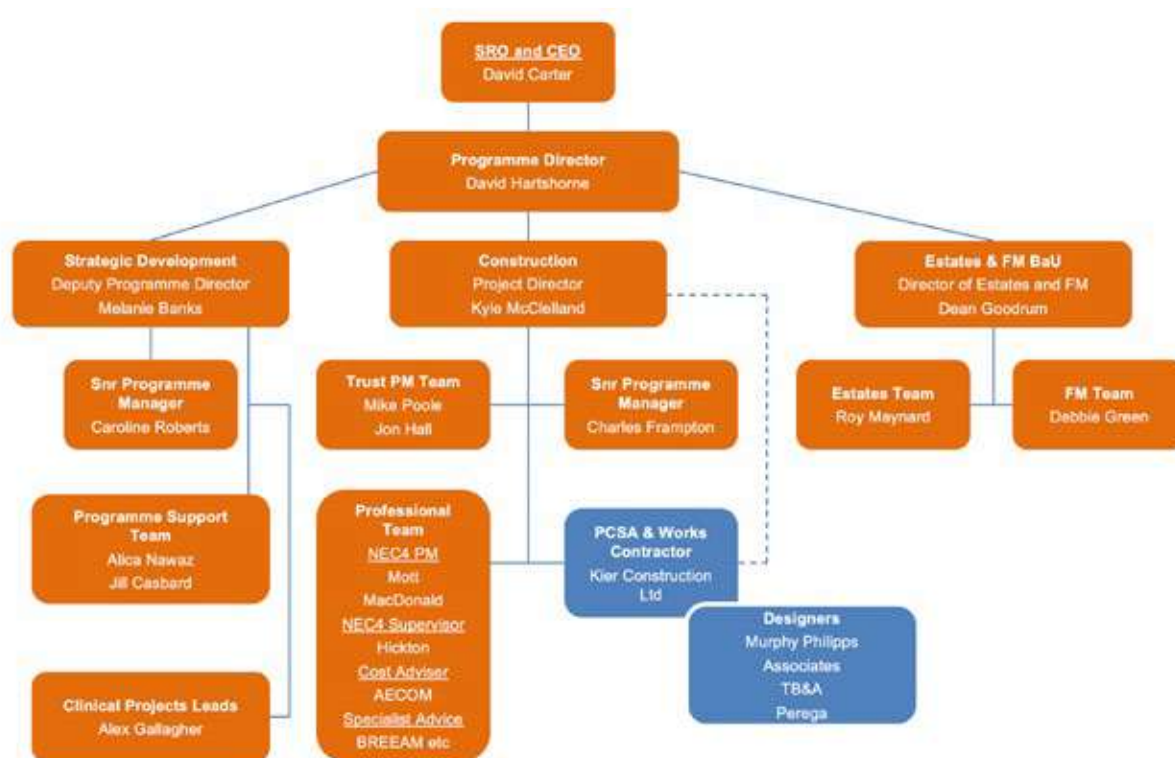 SRO and CEO
David Carter
Programme Director
David Hartshorne
Strategic Development
Deputy Programme Director
Melanie Banks
Construction
Project Director
Kyle McClelland
Estates & FM BaU
Director of Estates and FM
Dean Goodrum
Snr Programme
Manager
Caroline Roberts
Trust PM Team
Mike Poole
Jon Hall
Snr Programme
Manager
Charles Frampton
Estates Team
Roy Maynard
FM Team
Debbie Green
Programme Support
Team
Alica Nawaz
Jill Casbard
Professional
Team
NEC4 PM
Mott
MacDonald
NEC4 Supervisor
Hickton
Cost Adviser
AECOM
Specialist Advice
BREEAM etc
PCSA & Works
Contractor
Kier Construction
Ltd
Designers
Murphy Philipps
Associates
TB&A
Perega
Clinical Projects Leads
Alex Gallagher